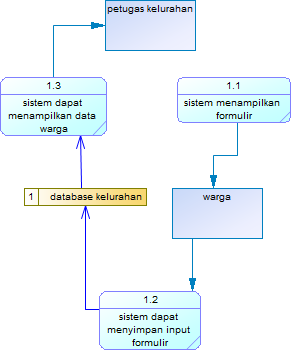 petugas kelurahan
1.3
sistem dapat
menampilkan data
warga
1.1
sistem menampilkan
formulir
1 database kelurahan
warga
1.2
sistem dapat
menyimpan input
formulir